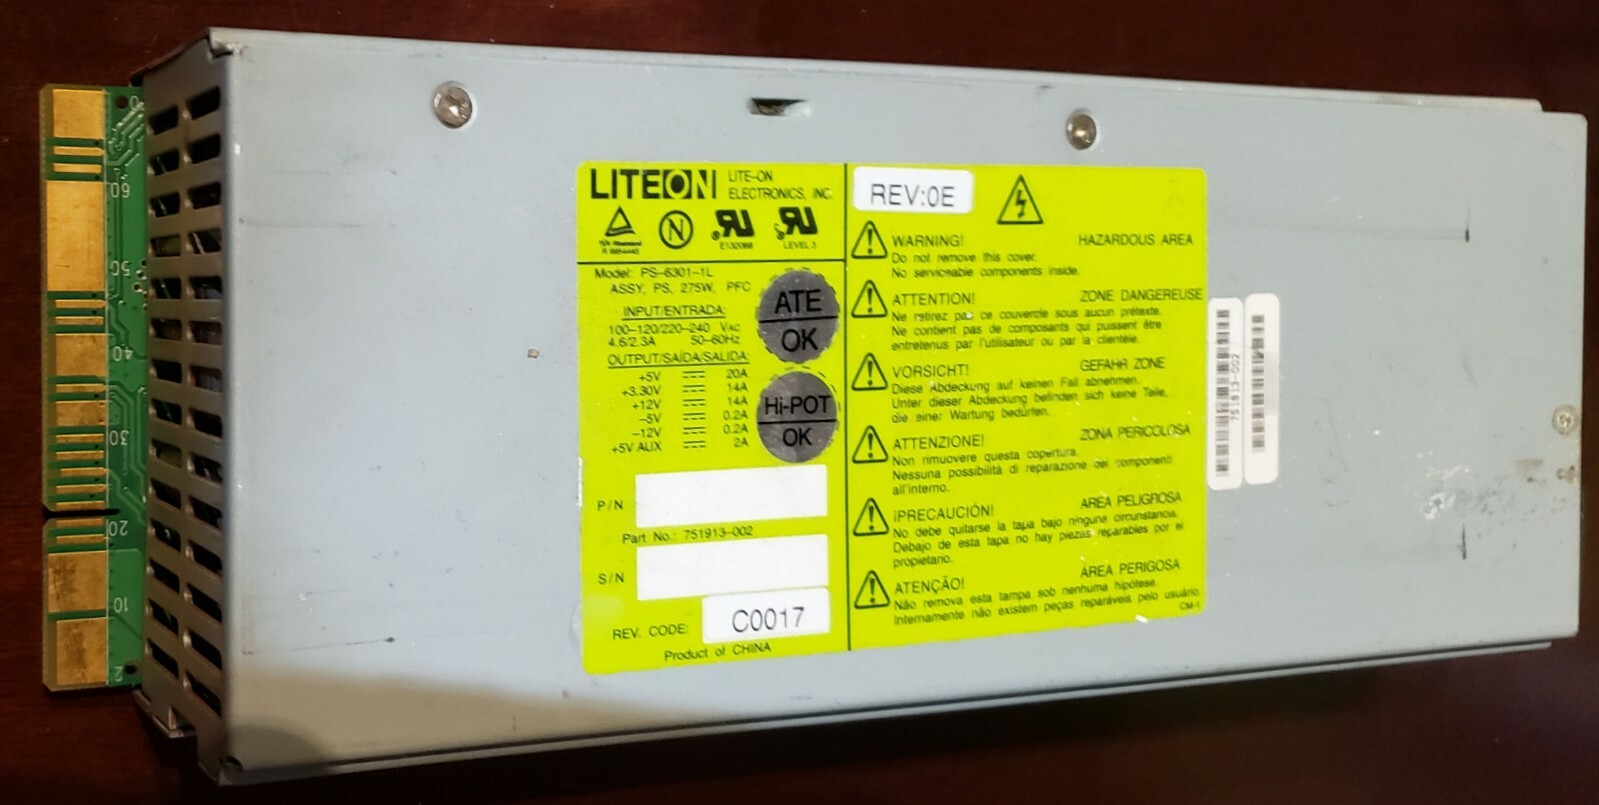 LITEON
LITE-ON
ELECTRONICS, INC.
N
E132068
LEVEL 3
Model: PS-6301-1L
ASSY, PS, 275W, PFC
INPUT/ENTRADA:
100-120/220-240 VAC
4.6/2.3A 50-60Hz
OUTPUT/SAÍDA/SALIDA:
+5V 20A
+3.30V 14A
+12V 14A
-5V 0.2A
-12V 0.2A
+5V AUX 2A
ATE
OK
Hi-POT
OK
P/N
Part No.: 751913-002
S/N
REV. CODE: C0017
Product of CHINA
REV:0E
WARNING! HAZARDOUS AREA
Do not remove this cover.
No serviceable components inside.
ATTENTION! ZONE DANGEREUSE
Ne retirez pas ce couvercle sous aucun prétexte.
Ne contient pas de composants qui puissent être
entretenus par l'utilisateur ou par la clientèle.
VORSICHT! GEFAHR ZONE
Diese Abdeckung auf keinen Fall abnehmen.
Unter dieser Abdeckung befinden sich keine Teile,
die einer Wartung bedürfen.
ATTENZIONE! ZONA PERICOLOSA
Non rimuovere questa copertura.
Nessuna possibilità di reparazione dei componenti
all'interno.
¡PRECAUCIÓN! AREA PELIGROSA
No debe quitarse la tapa bajo ninguna circunstancia.
Debajo de esta tapa no hay piezas reparables por el
propietario.
ATENÇÃO! ÁREA PERIGOSA
Não remova esta tampa sob nenhuma hipótese.
Internamente não existem peças reparáveis pelo usuário.
CM-1
751913-002
60
50
40
30
20
10
2